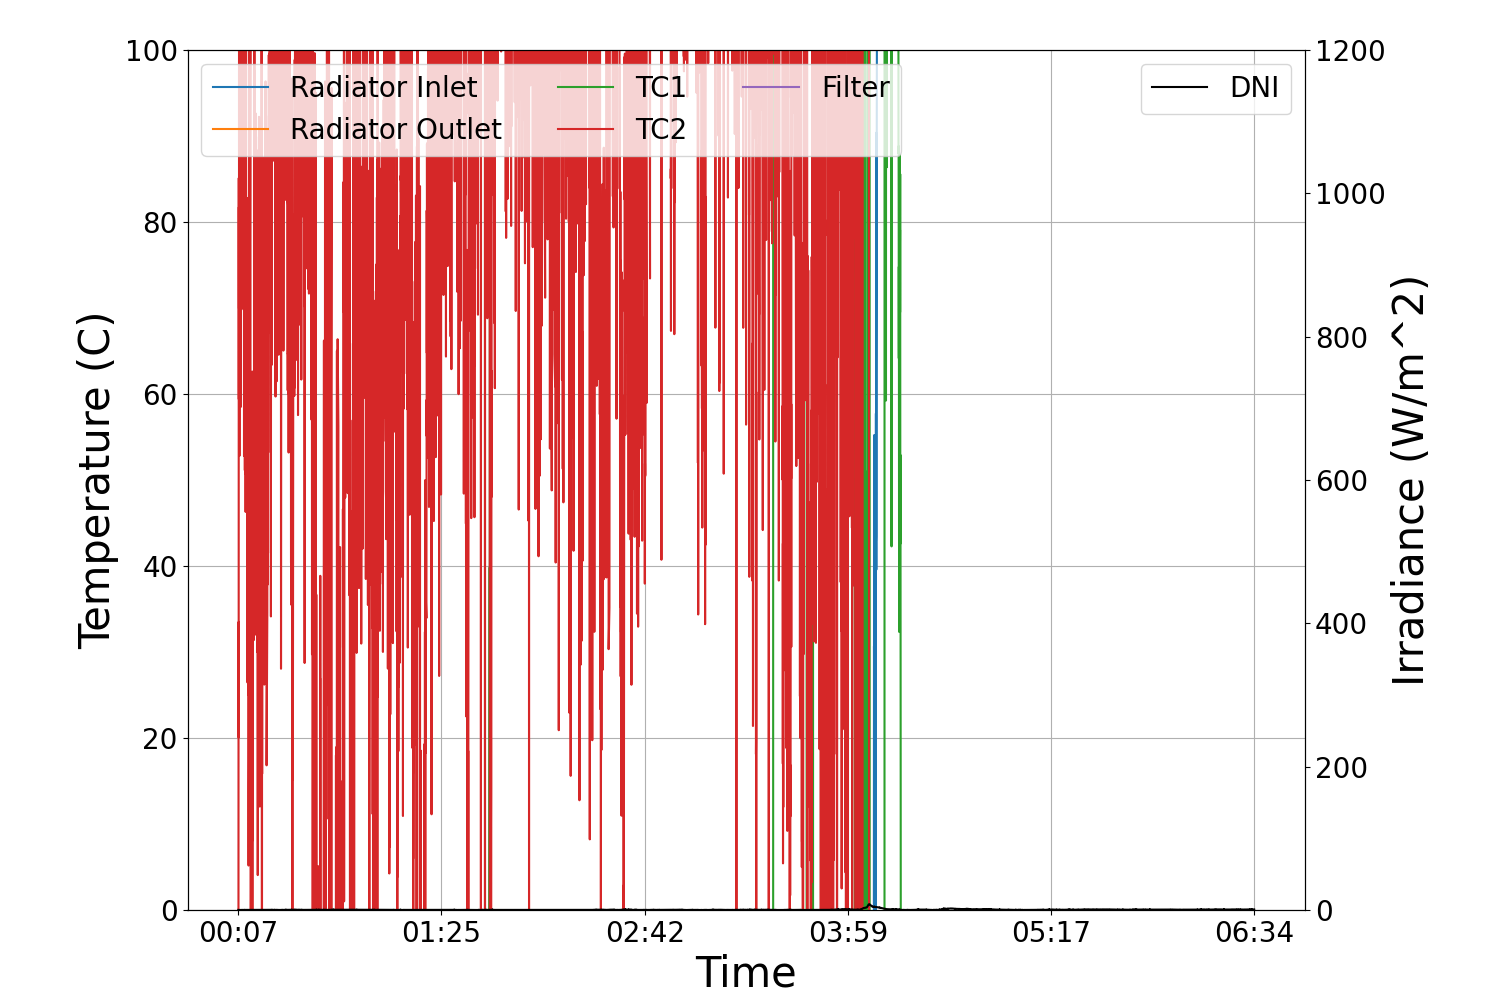 100
80
60
40
20
0
Temperature (C)
Radiator Inlet
Radiator Outlet
TC1
TC2
Filter
DNI
1200
1000
800
600
400
200
0
Irradiance (W/m^2)
00:07 01:25 02:42 03:59 05:17 06:34
Time